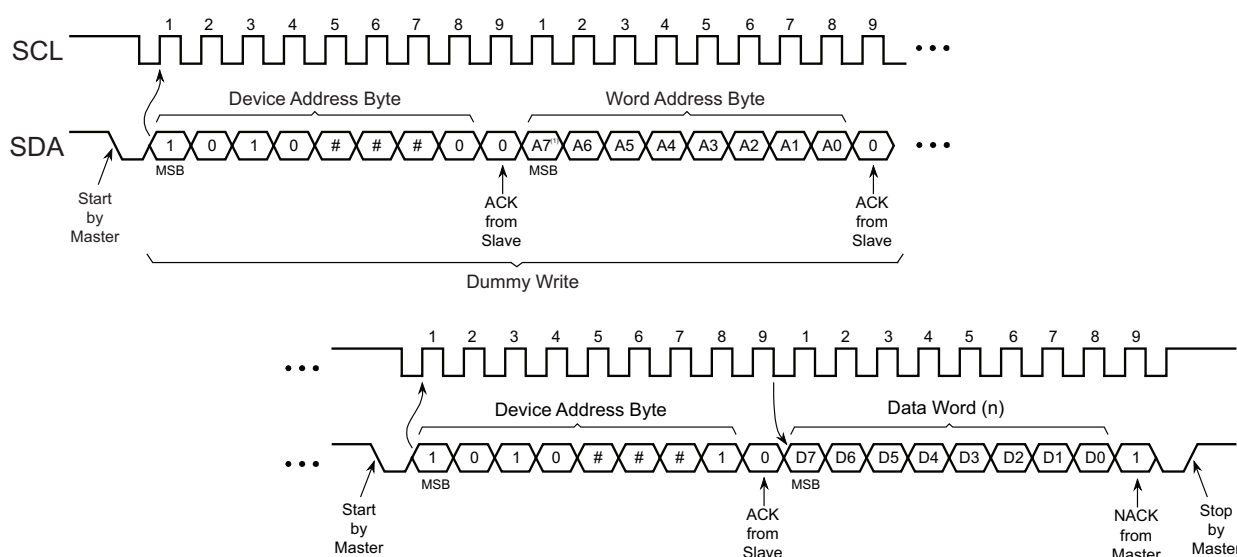 1 2 3 4 5 6 7 8 9 1 2 3 4 5 6 7 8 9
SCL
Device Address Byte Word Address Byte
SDA 1 0 1 0 # # # 0 0 A7(1) A6 A5 A4 A3 A2 A1 A0 0
MSB MSB
Start
by
Master
ACK
from
Slave
ACK
from
Slave
Dummy Write
1 2 3 4 5 6 7 8 9 1 2 3 4 5 6 7 8 9
Device Address Byte Data Word (n)
1 0 1 0 # # # 1 0 D7 D6 D5 D4 D3 D2 D1 D0 1
MSB MSB
Start
by
Master
ACK
from
Slave
NACK
from
Master
Stop
by
Master